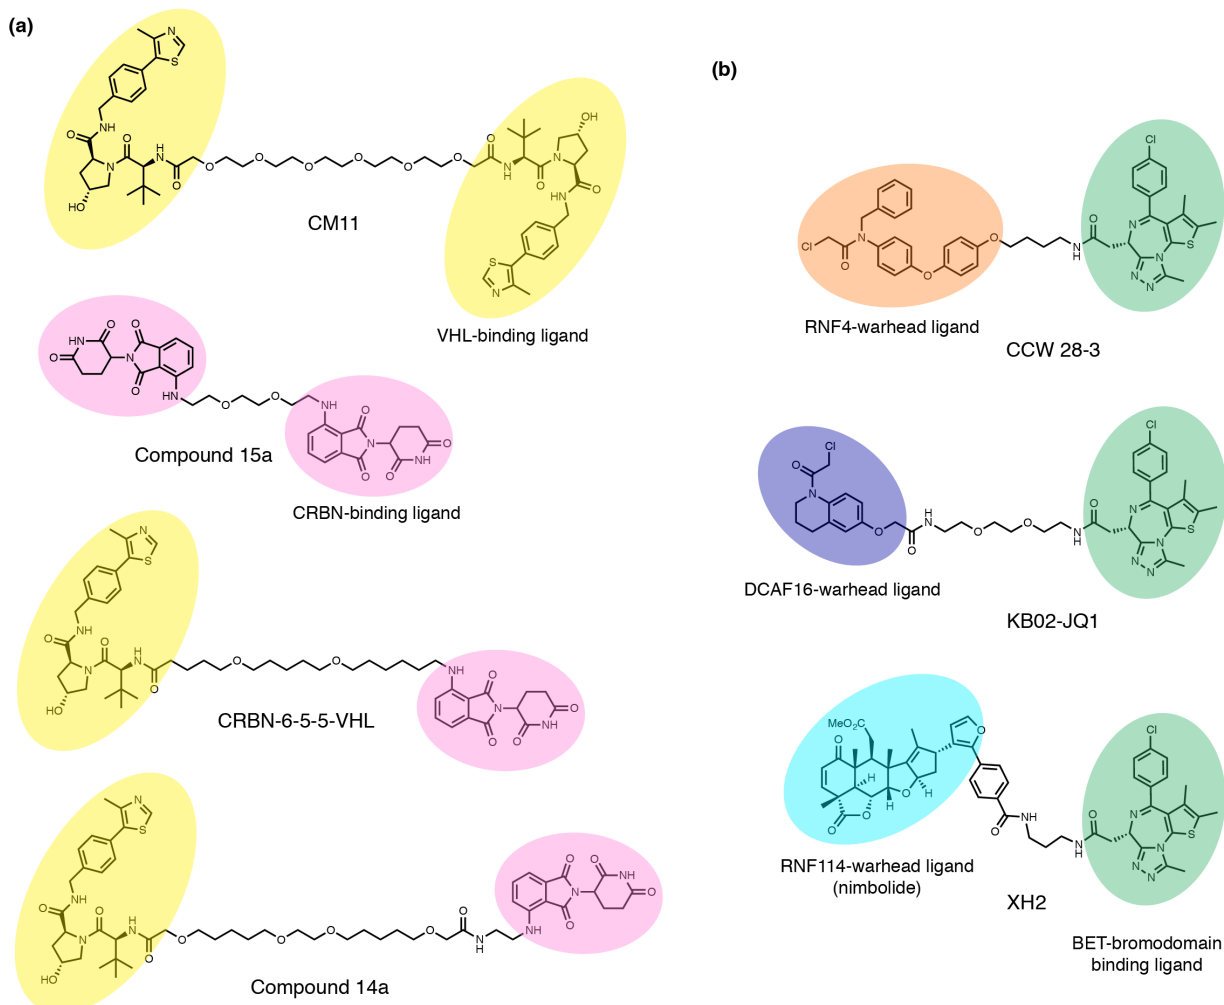 (a)
CM11
VHL-binding ligand
Compound 15a
CRBN-binding ligand
CRBN-6-5-5-VHL
Compound 14a
(b)
RNF4-warhead ligand
CCW 28-3
DCAF16-warhead ligand
KB02-JQ1
MeO₂C
RNF114-warhead ligand
(nimbolide)
XH2
BET-bromodomain
binding ligand